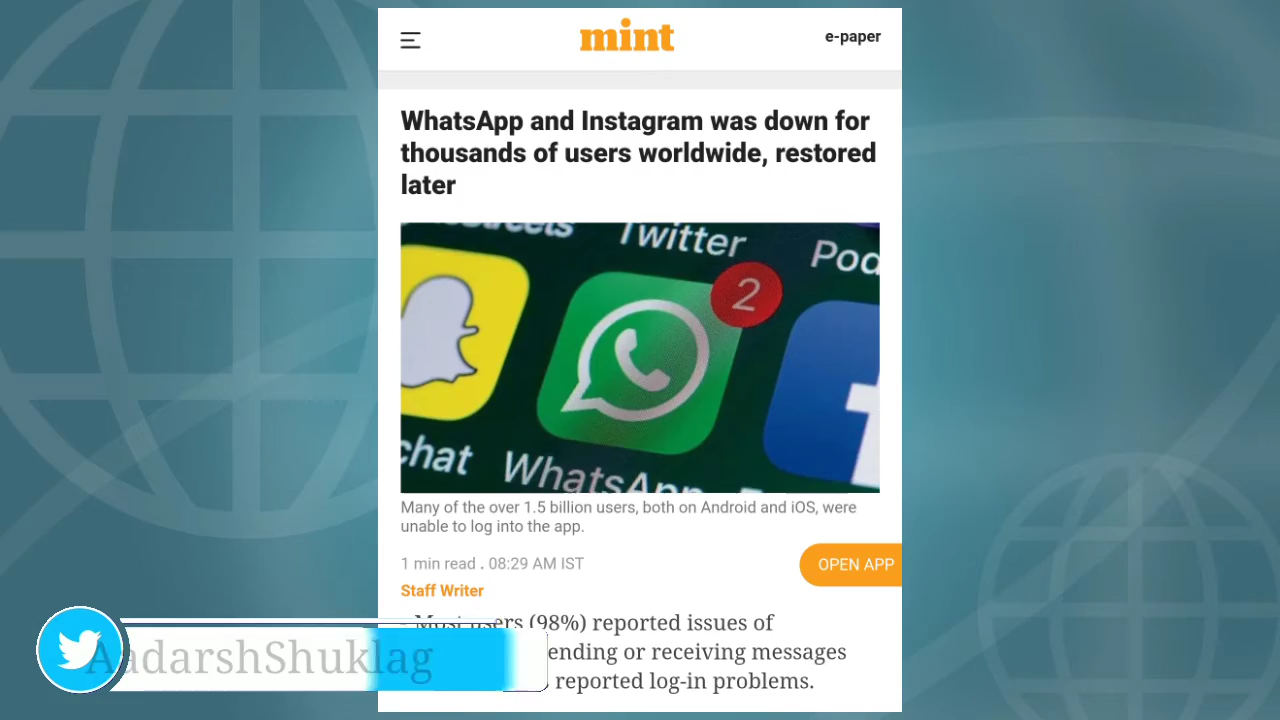 mint
e-paper
WhatsApp and Instagram was down for
thousands of users worldwide, restored
later
Twitter
2
chat
WhatsApp
Many of the over 1.5 billion users, both on Android and iOS, were
unable to log into the app.
1 min read . 08:29 AM IST
OPEN APP
Staff Writer
Most users (98%) reported issues of
ending or receiving messages
reported log-in problems.
AadarshShuklag